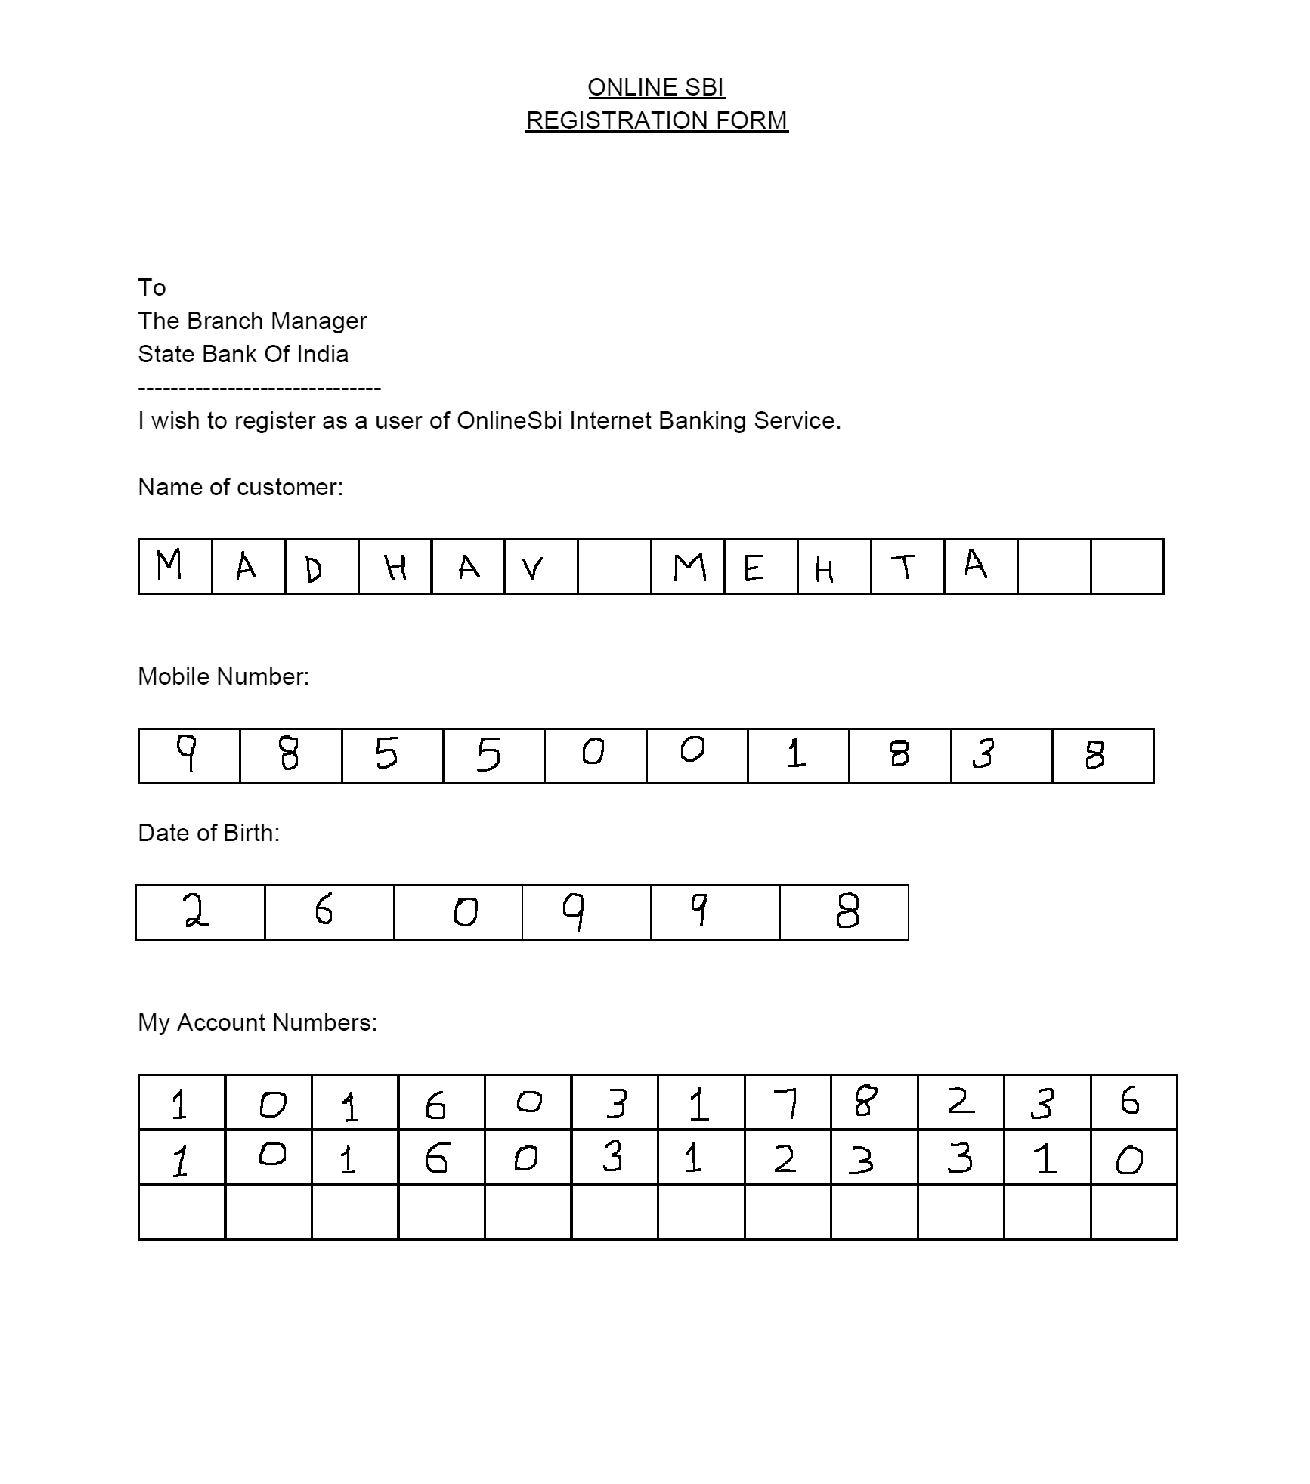 ONLINE SBI
REGISTRATION FORM
To
The Branch Manager
State Bank Of India
------------------------------
I wish to register as a user of OnlineSbi Internet Banking Service.
Name of customer:
M A D H A V M E H T A
Mobile Number:
9 8 5 5 0 0 1 8 3 8
Date of Birth:
2 6 0 9 9 8
My Account Numbers:
1 0 1 6 0 3 1 7 8 2 3 6
1 0 1 6 0 3 1 2 3 3 1 0